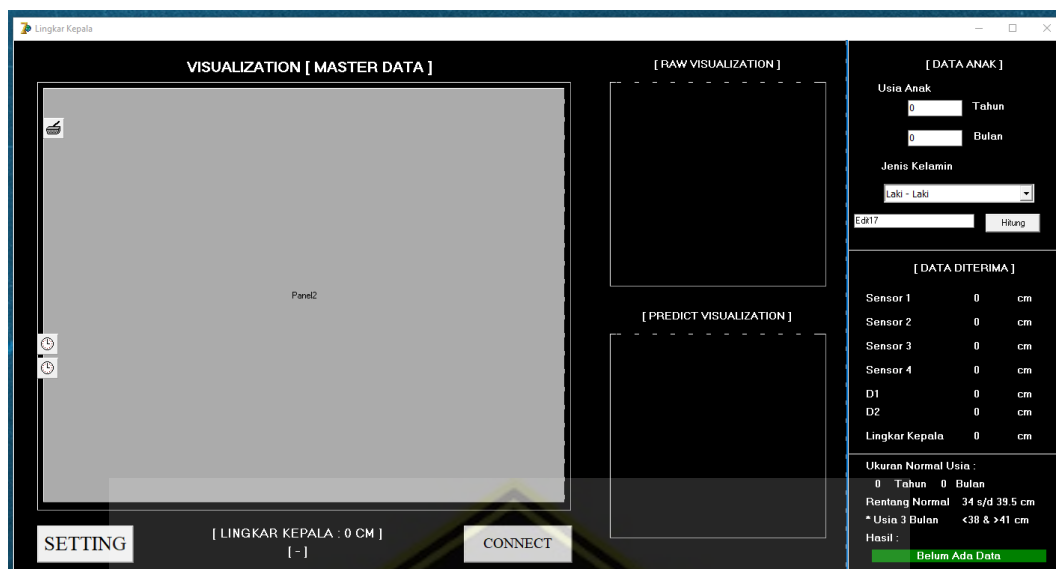 Lingkar Kepala
VISUALIZATION [ MASTER DATA ]
Panel2
SETTING
[ LINGKAR KEPALA : 0 CM ]
[ - ]
CONNECT
[ RAW VISUALIZATION ]
[ PREDICT VISUALIZATION ]
[ DATA ANAK ]
Usia Anak
0 Tahun
0 Bulan
Jenis Kelamin
Laki - Laki
Edit17 Hitung
[ DATA DITERIMA ]
Sensor 1 0 cm
Sensor 2 0 cm
Sensor 3 0 cm
Sensor 4 0 cm
D1 0 cm
D2 0 cm
Lingkar Kepala 0 cm
Ukuran Normal Usia :
0 Tahun 0 Bulan
Rentang Normal 34 s/d 39.5 cm
* Usia 3 Bulan <38 & >41 cm
Hasil :
Belum Ada Data